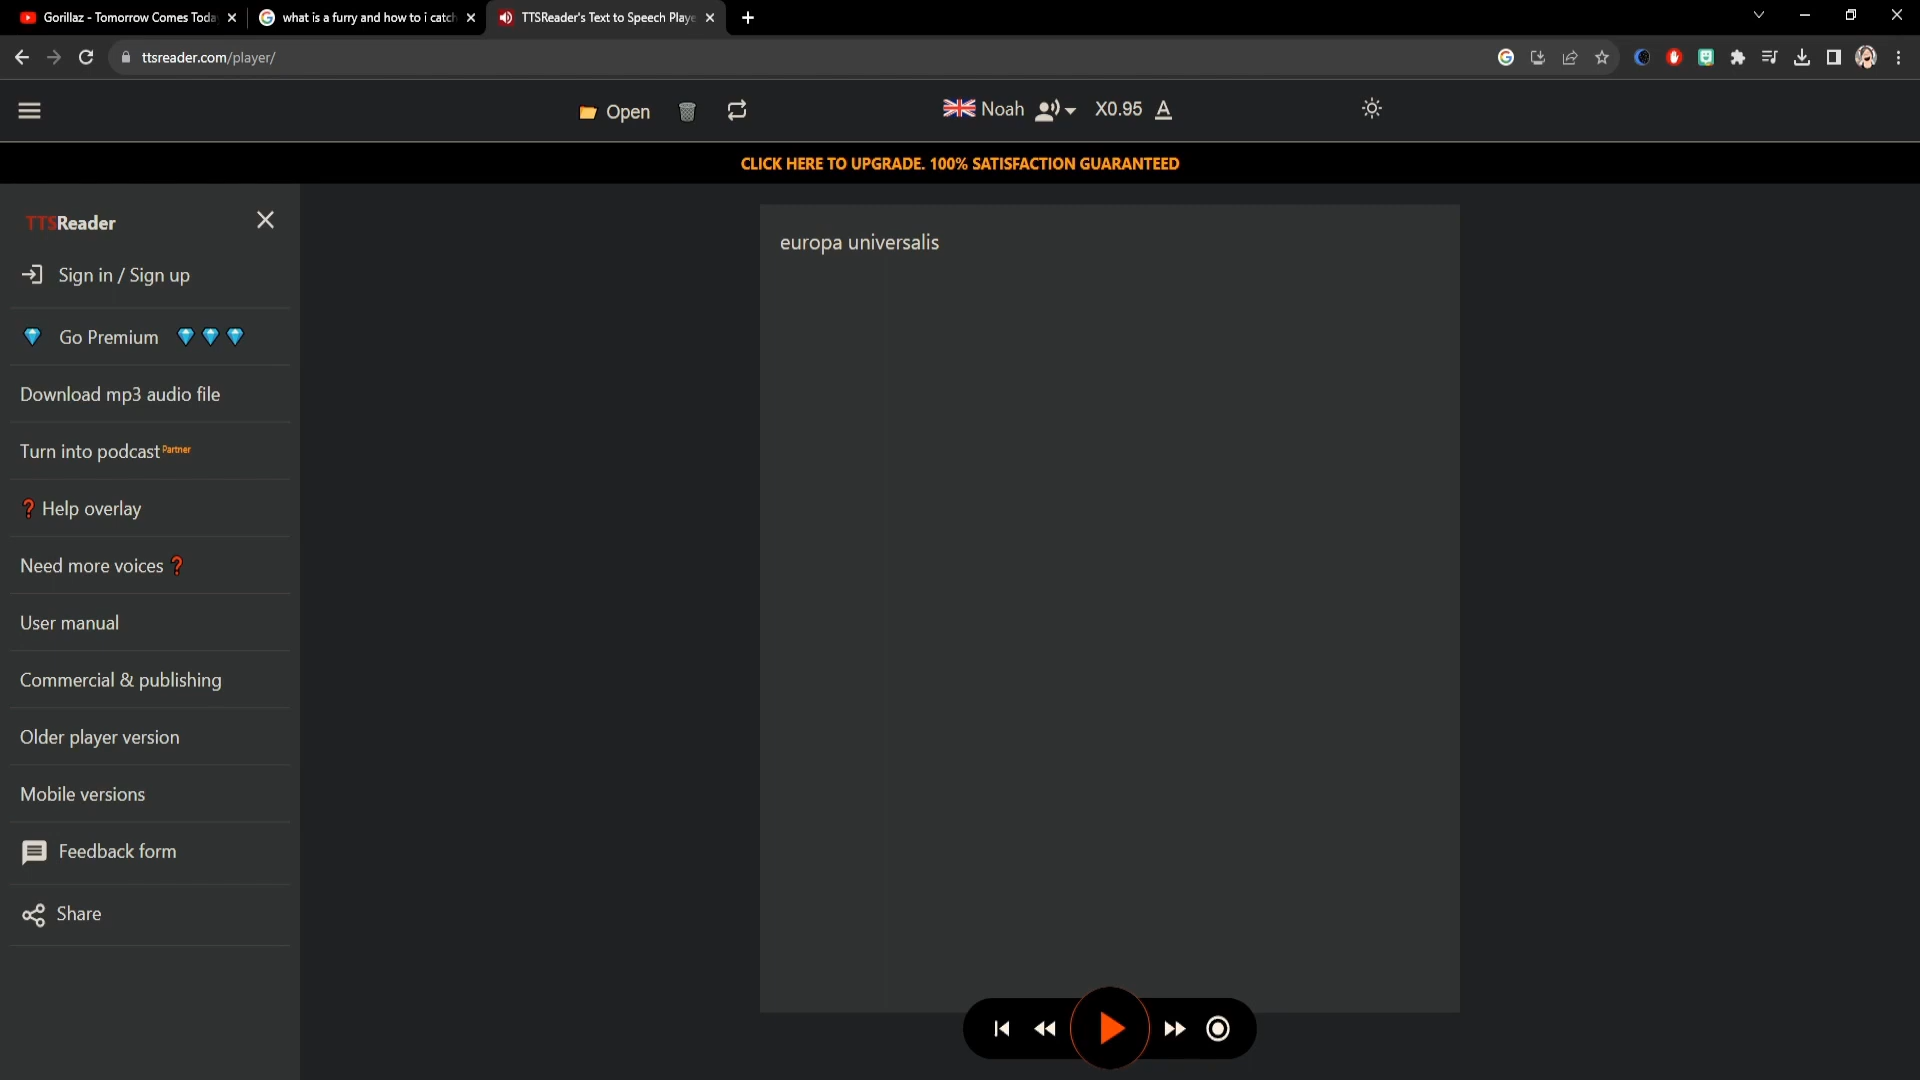 Gorillaz - Tomorrow Comes Toda
what is a furry and how to i catch
TTSReader's Text to Speech Playe
ttsreader.com/player/
Open
Noah
X0.95
A
CLICK HERE TO UPGRADE. 100% SATISFACTION GUARANTEED
TTSReader
Sign in / Sign up
Go Premium
Download mp3 audio file
Turn into podcast Partner
❓ Help overlay
Need more voices ❓
User manual
Commercial & publishing
Older player version
Mobile versions
Feedback form
Share
europa universalis